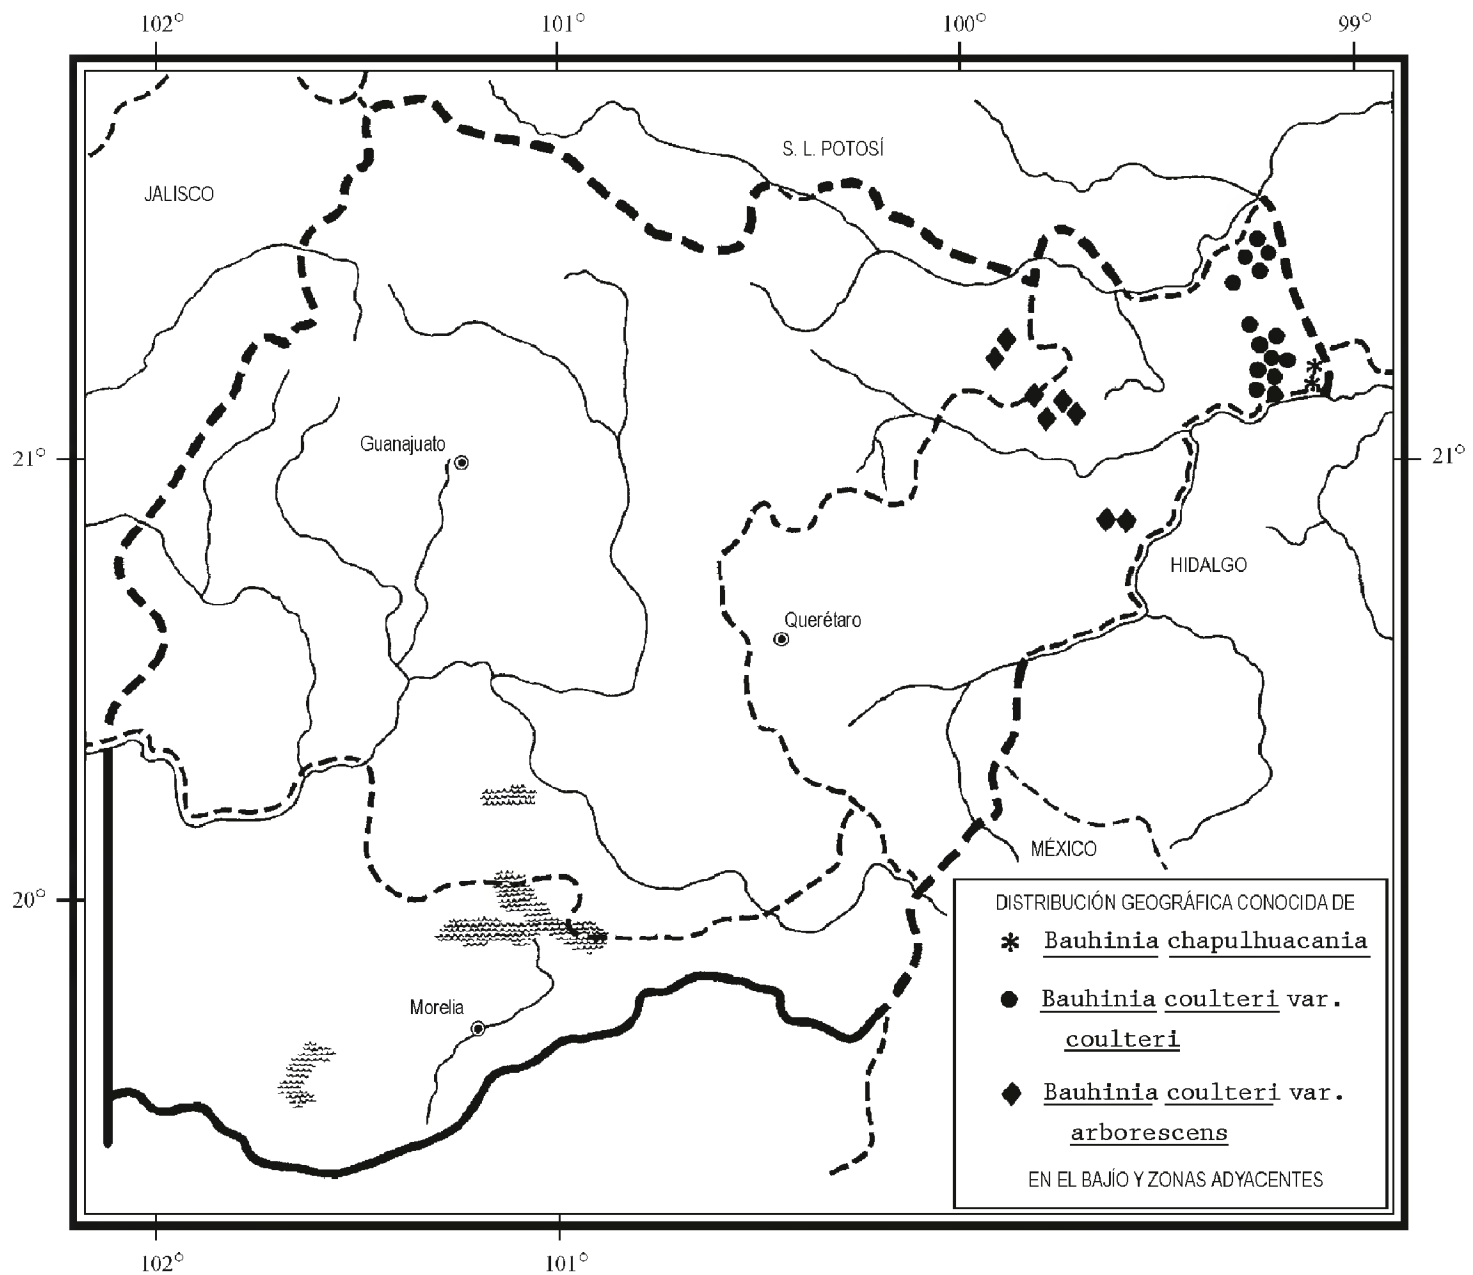 102° 101° 100° 99°
S. L. POTOSÍ
JALISCO
Guanajuato
21° 21°
HIDALGO
Querétaro
MÉXICO
20°
DISTRIBUCIÓN GEOGRÁFICA CONOCIDA DE
* Bauhinia chapulhuacania
Bauhinia coulteri var.
coulteri
Morelia
Bauhinia coulteri var.
arborescens
EN EL BAJÍO Y ZONAS ADYACENTES
102° 101°